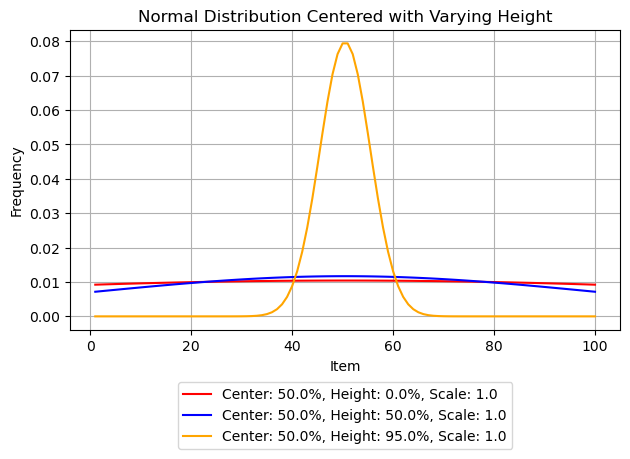 Normal Distribution Centered with Varying Height
0.08
0.07
0.06
0.05
0.04
0.03
0.02
0.01
0.00
Frequency
0 20 40 60 80 100
Item
Center: 50.0%, Height: 0.0%, Scale: 1.0
Center: 50.0%, Height: 50.0%, Scale: 1.0
Center: 50.0%, Height: 95.0%, Scale: 1.0